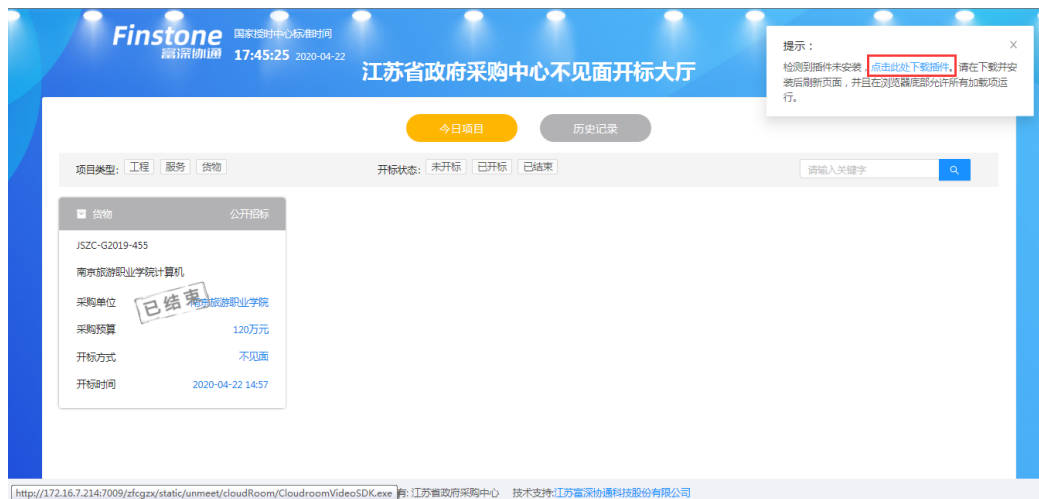 Finstone
富深协通
国家授时中心标准时间
17:45:25 2020-04-22
江苏省政府采购中心不见面开标大厅
提示：
检测到插件未安装，点击此处下载插件。请在下载并安
装后刷新页面，并且在浏览器底部允许所有加载项运
行。
今日项目
历史记录
项目类型: 工程 服务 货物
开标状态: 未开标 已开标 已结束
请输入关键字
货物 公开招标
JSZC-G2019-455
南京旅游职业学院计算机
采购单位 南京旅游职业学院
已结束
采购预算 120万元
开标方式 不见面
开标时间 2020-04-22 14:57
http://172.16.7.214:7009/zfcgzx/static/unmeet/cloudRoom/CloudroomVideoSDK.exe
有: 江苏省政府采购中心 技术支持:江苏富深协通科技股份有限公司